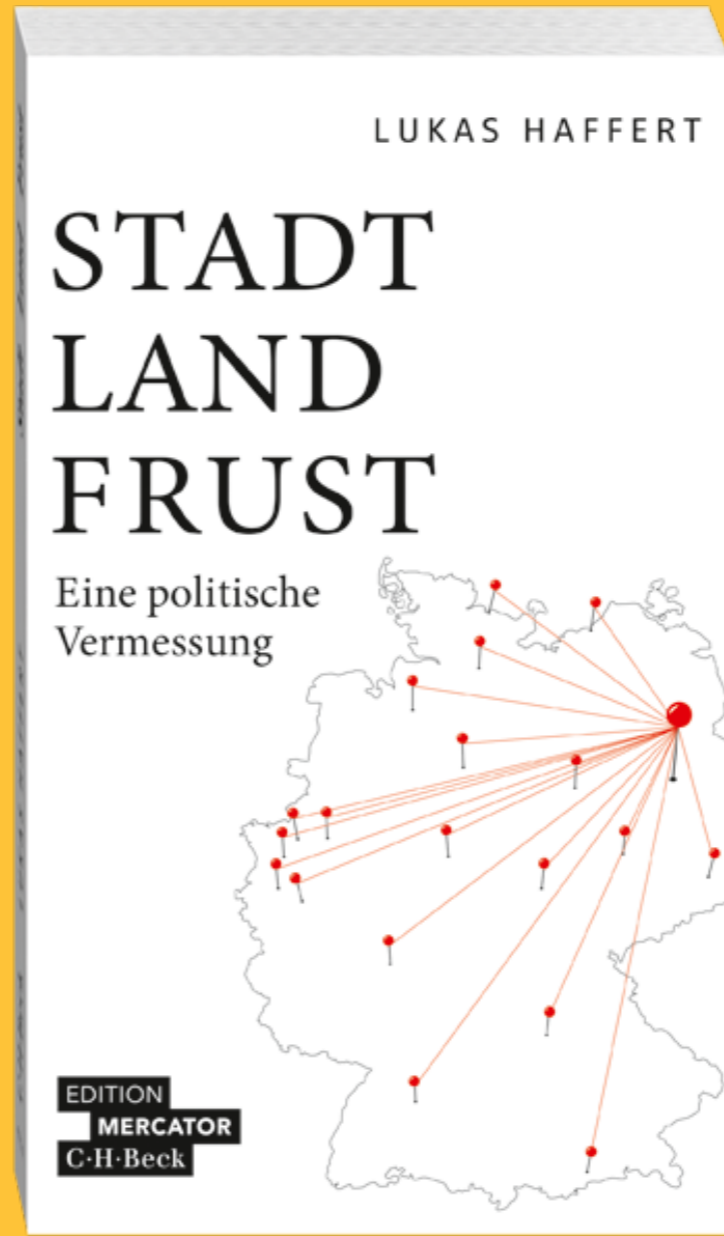 LUKAS HAFFERT
STADT
LAND
FRUST
Eine politische
Vermessung
EDITION
MERCATOR
C·H·Beck